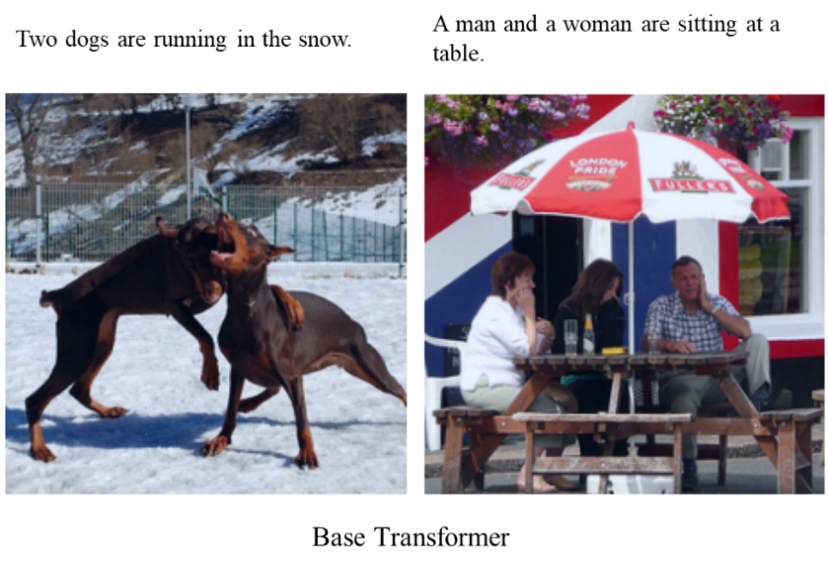 Two dogs are running in the snow.
A man and a woman are sitting at a
table.
LONDON
PRIDE
FULLER'S
Base Transformer